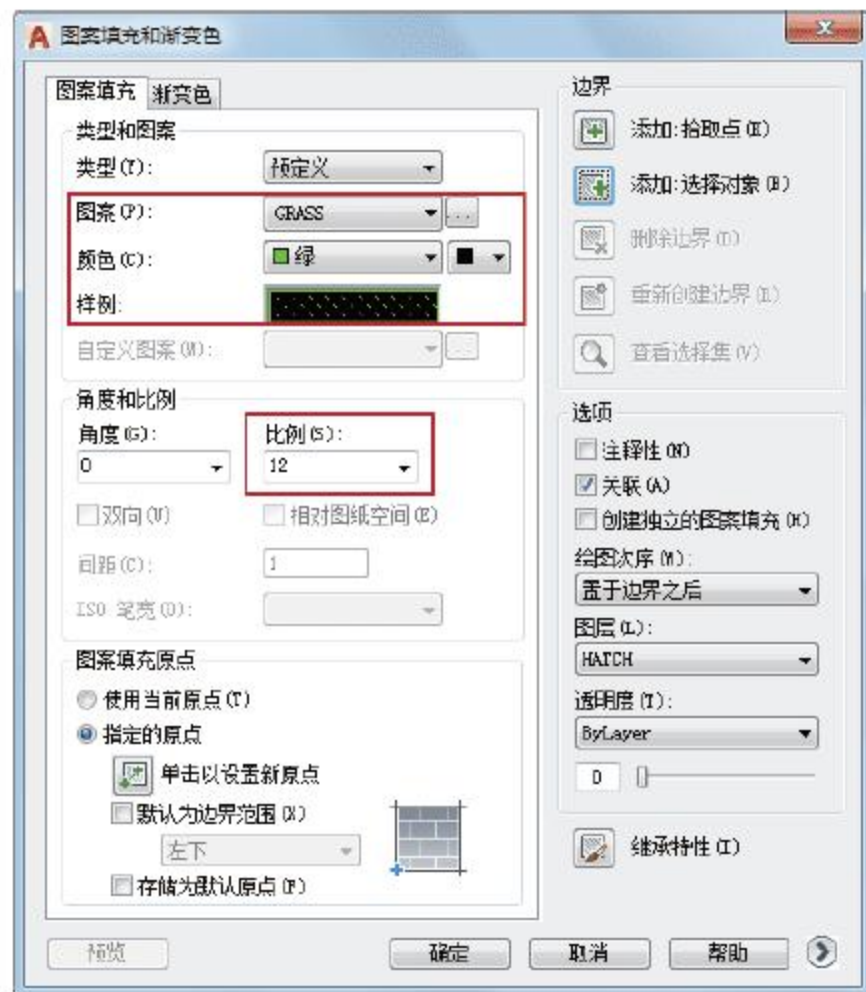 图案填充和渐变色
图案填充 渐变色
类型和图案
类型(Y): 预定义
图案(P): GRASS ...
颜色(C): 绿
样例:
自定义图案(M): ...
角度和比例
角度(G): 比例(S):
0 12
双向(U) 相对图纸空间(E)
间距(C): 1
ISO 笔宽(O):
图案填充原点
使用当前原点(T)
指定的原点
单击以设置新原点
默认为边界范围(X)
左下
存储为默认原点(F)
边界
添加:拾取点(K)
添加:选择对象(B)
删除边界(D)
重新创建边界(R)
查看选择集(V)
选项
注释性(N)
关联(A)
创建独立的图案填充(H)
绘图次序(W):
置于边界之后
图层(L):
HATCH
透明度(T):
ByLayer
0
继承特性(I)
预览 确定 取消 帮助